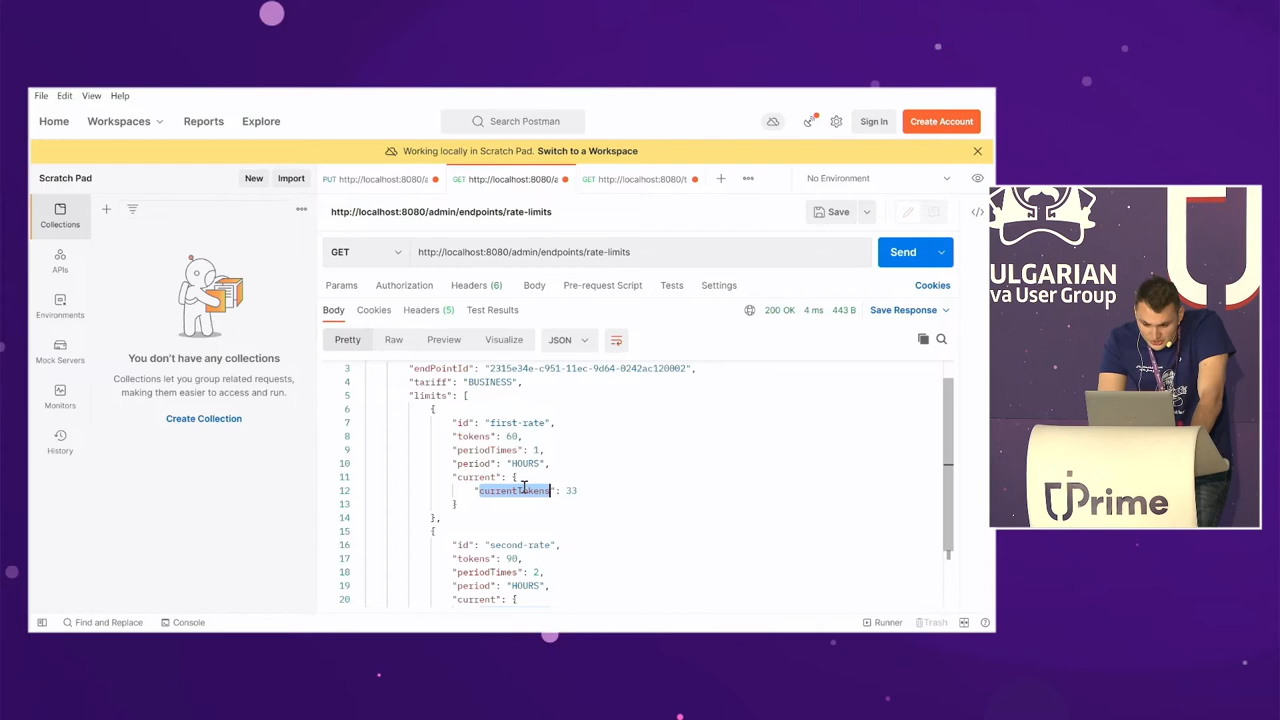 File Edit View Help
Home Workspaces Reports Explore
Search Postman
Sign In
Create Account
Working locally in Scratch Pad. Switch to a Workspace
Scratch Pad
New
Import
PUT http://localhost:8080/a
GET http://localhost:8080/a
GET http://localhost:8080/t
No Environment
Collections
APIs
Environments
Mock Servers
Monitors
History
You don't have any collections
Collections let you group related requests,
making them easier to access and run.
Create Collection
http://localhost:8080/admin/endpoints/rate-limits
Save
GET
http://localhost:8080/admin/endpoints/rate-limits
Send
Params Authorization Headers (6) Body Pre-request Script Tests Settings
Cookies
Body Cookies Headers (5) Test Results
200 OK 4 ms 443 B Save Response
Pretty Raw Preview Visualize JSON
3 "endPointId": "2315e34e-c951-11ec-9d64-0242ac120002",
4 "tariff": "BUSINESS",
5 "limits": [
6 {
7 "id": "first-rate",
8 "tokens": 60,
9 "periodTimes": 1,
10 "period": "HOURS",
11 "current": {
12 "currentTokens": 33
13 }
14 },
15 {
16 "id": "second-rate",
17 "tokens": 90,
18 "periodTimes": 2,
19 "period": "HOURS",
20 "current": {
Find and Replace
Console
Runner
Trash
ULGARIAN
va User Group
jPrime